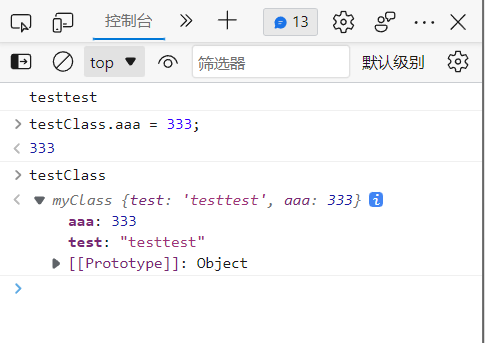 控制台
13
top
筛选器
默认级别
testtest
testClass.aaa = 333;
333
testClass
myClass {test: 'testtest', aaa: 333}
aaa: 333
test: "testtest"
[[Prototype]]: Object